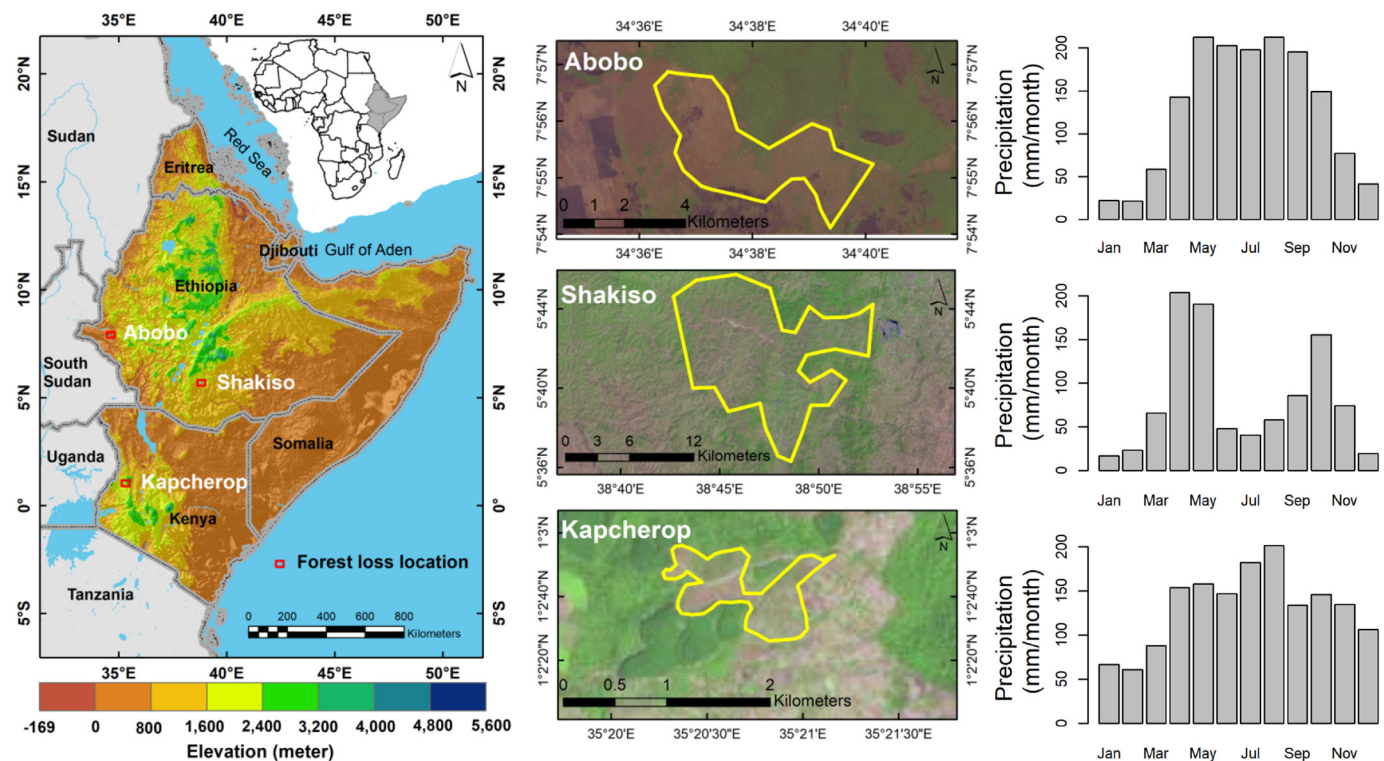 35°E 40°E 45°E 50°E
20°N 20°N
15°N 15°N
10°N 10°N
5°N 5°N
0° 0°
5°S 5°S
N
Sudan
Red Sea
Eritrea
Djibouti Gulf of Aden
Ethiopia
Abobo
South
Sudan
Shakiso
Somalia
Uganda
Kapcherop
Kenya
Forest loss location
Tanzania
0 200 400 600 800
Kilometers
35°E 40°E 45°E 50°E
-169 0 800 1,600 2,400 3,200 4,000 4,800 5,600
Elevation (meter)
34°36'E 34°38'E 34°40'E
Abobo
N
7°57'N 7°57'N
7°56'N 7°56'N
7°55'N 7°55'N
7°54'N 7°54'N
0 1 2 4
Kilometers
34°36'E 34°38'E 34°40'E
Shakiso
N
5°44'N 5°44'N
5°40'N 5°40'N
5°36'N 5°36'N
0 3 6 12
Kilometers
38°40'E 38°45'E 38°50'E 38°55'E
Kapcherop
N
1°3'N 1°3'N
1°2'40"N 1°2'40"N
1°2'20"N 1°2'20"N
0 0.5 1 2
Kilometers
35°20'E 35°20'30"E 35°21'E 35°21'30"E
Precipitation
(mm/month)
200
150
100
50
0
Jan Mar May Jul Sep Nov
Precipitation
(mm/month)
200
150
100
50
0
Jan Mar May Jul Sep Nov
Precipitation
(mm/month)
200
150
100
50
0
Jan Mar May Jul Sep Nov